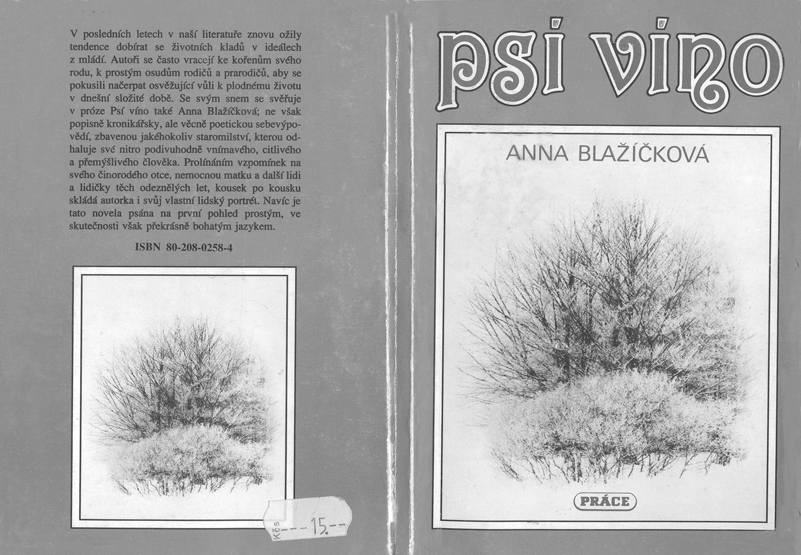 V posledních letech v naší literatuře znovu ožily
tendence dobírat se životních kladů v ideálech
z mládí. Autoři se často vracejí ke kořenům svého
rodu, k prostým osudům rodičů a prarodičů, aby se
pokusili načerpat osvěžující vůli k plodnému životu
v dnešní složité době. Se svým snem se svěřuje
v próze Psí víno také Anna Blažíčková; ne však
popisně kronikářsky, ale věcně poetickou sebevýpo-
vědí, zbavenou jakéhokoliv staromilství, kterou od-
haluje své nitro podivuhodně vnímavého, citlivého
a přemýšlivého člověka. Prolínáním vzpomínek na
svého činorodého otce, nemocnou matku a další lidi
a lidičky těch odeznělých let, kousek po kousku
skládá autorka i svůj vlastní lidský portrét. Navíc je
tato novela psána na první pohled prostým, ve
skutečnosti však překrásně bohatým jazykem.
ISBN 80-208-0258-4
Kčs ---15.--
psí víno
ANNA BLAŽÍČKOVÁ
PRÁCE